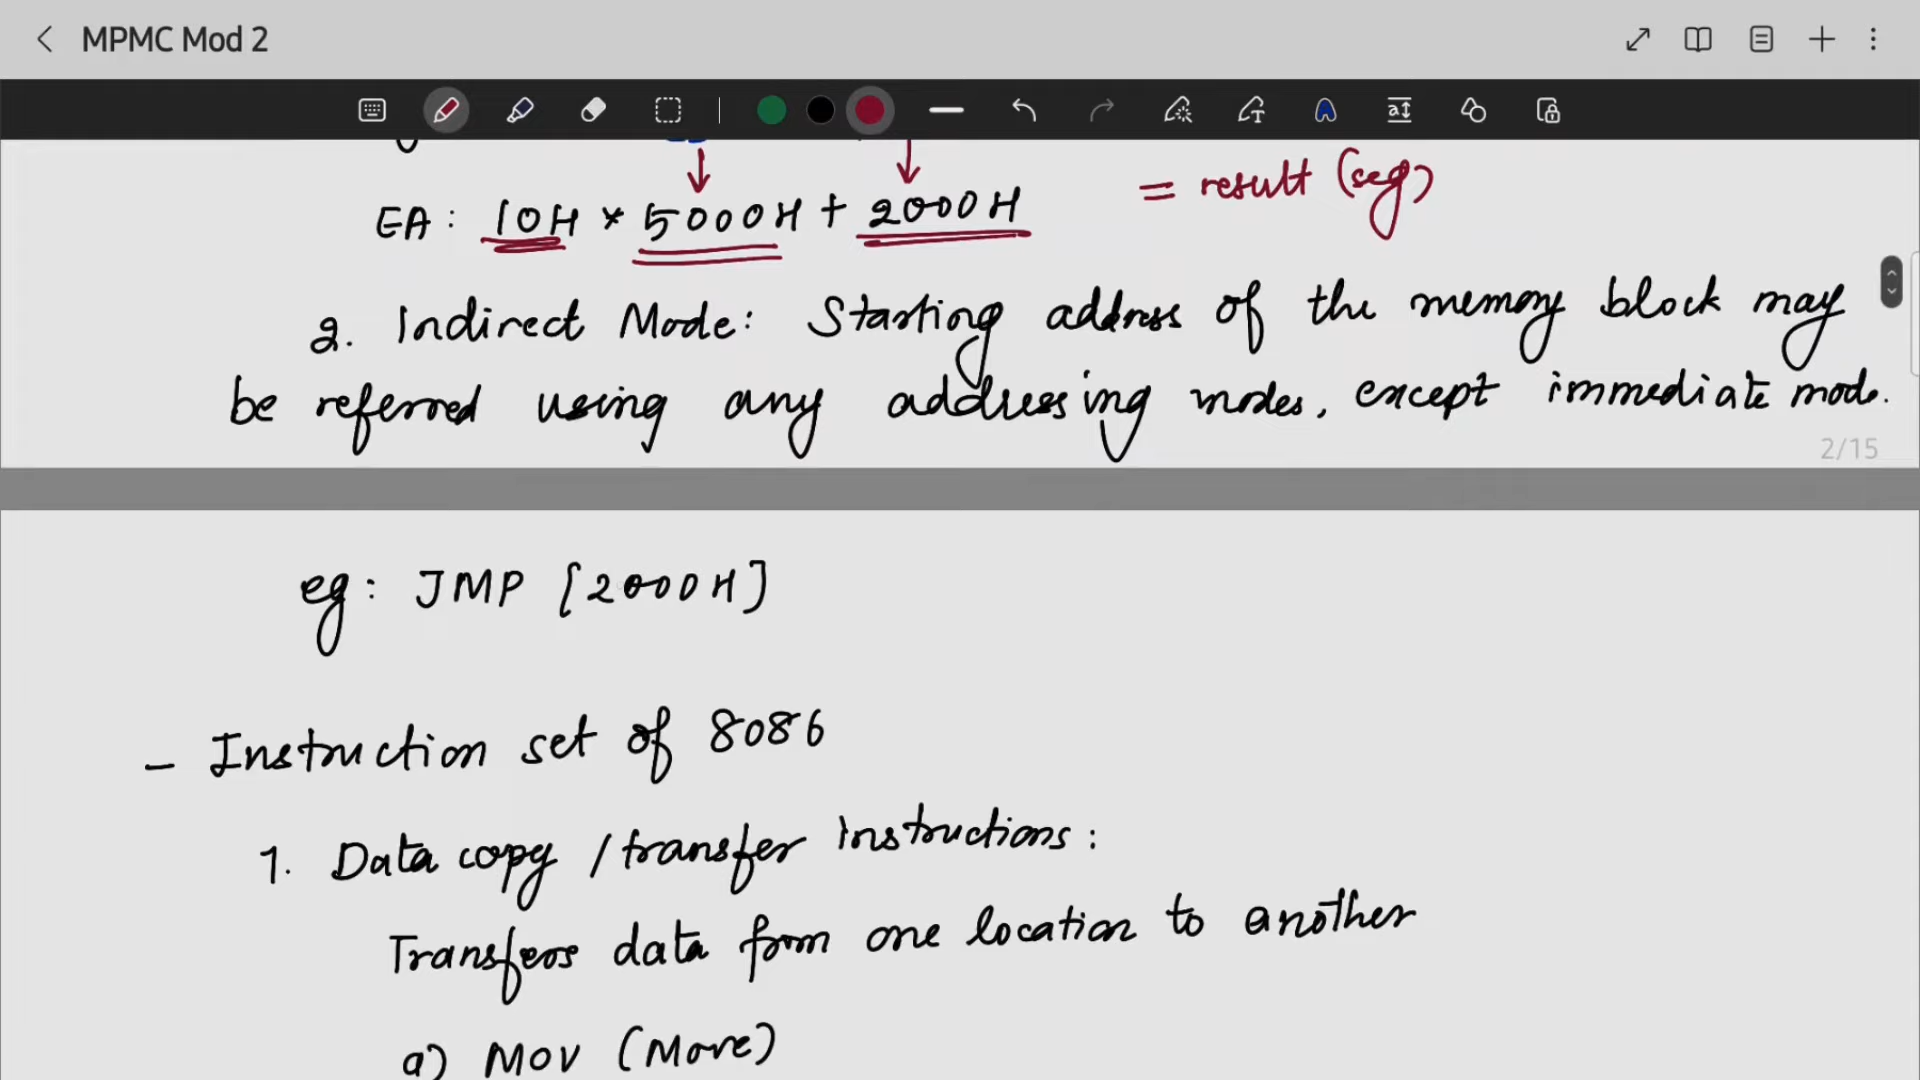 MPMC Mod 2
= result (seg)
EA : 10H * 5000H + 2000H
2. Indirect Mode: Starting address of the memory block may
be referred using any addressing modes, except immediate mode.
2/15
eg: JMP [2000H]
- Instruction set of 8086
1. Data copy / transfer instructions :
Transfers data from one location to another
a) MOV (Move)